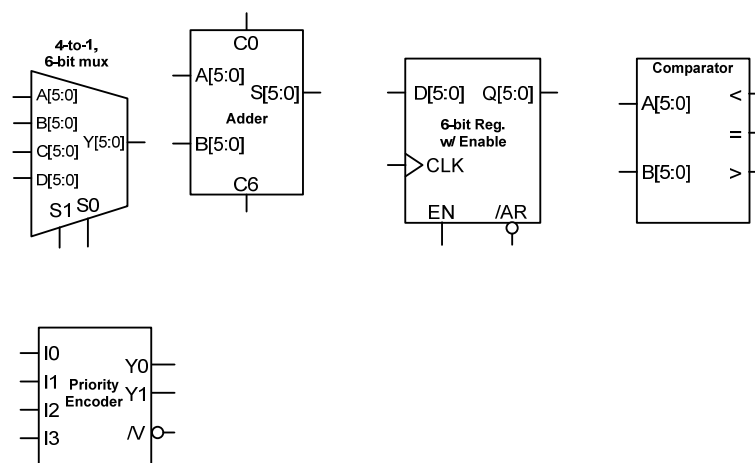 4-to-1,
6-bit mux
A[5:0]
B[5:0]
C[5:0]
D[5:0]
Y[5:0]
S1 S0
C0
A[5:0]
S[5:0]
Adder
B[5:0]
C6
D[5:0] Q[5:0]
6-bit Reg.
w/ Enable
CLK
EN /AR
Comparator
A[5:0] <
=
B[5:0] >
I0
Y0
I1
Priority Y1
Encoder
I2
I3 /V